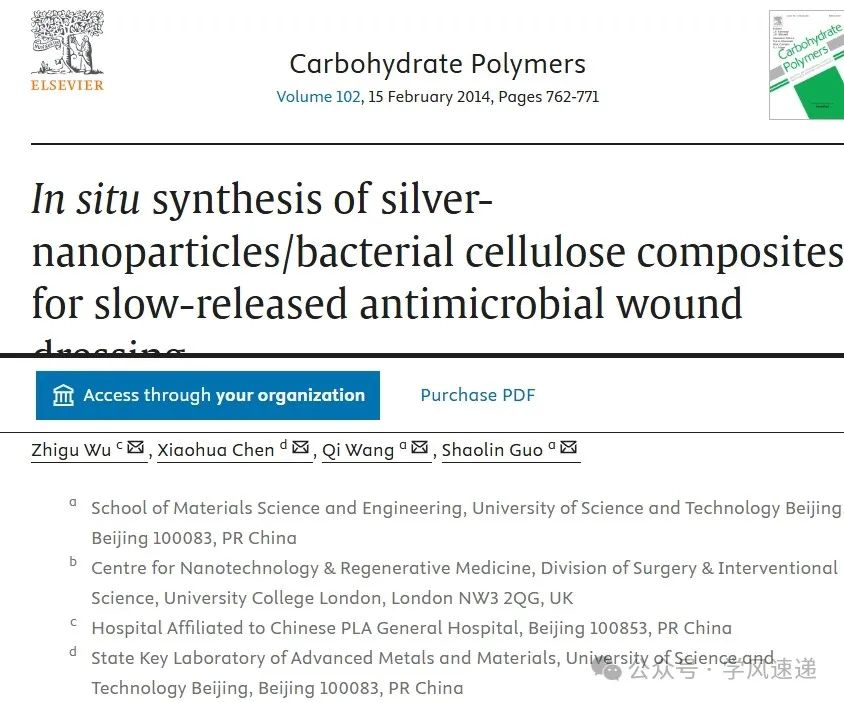 ELSEVIER
Carbohydrate Polymers
Volume 102, 15 February 2014, Pages 762-771
Carbohydrate
Polymers
In situ synthesis of silver-
nanoparticles/bacterial cellulose composites
for slow-released antimicrobial wound
dressing
Access through your organization
Purchase PDF
Zhigu Wu c, Xiaohua Chen d, Qi Wang a, Shaolin Guo a
a School of Materials Science and Engineering, University of Science and Technology Beijing
Beijing 100083, PR China
b Centre for Nanotechnology & Regenerative Medicine, Division of Surgery & Interventional
Science, University College London, London NW3 2QG, UK
c Hospital Affiliated to Chinese PLA General Hospital, Beijing 100853, PR China
d State Key Laboratory of Advanced Metals and Materials, University of Science and
Technology Beijing, Beijing 100083, PR China
公众号 · 学风速递